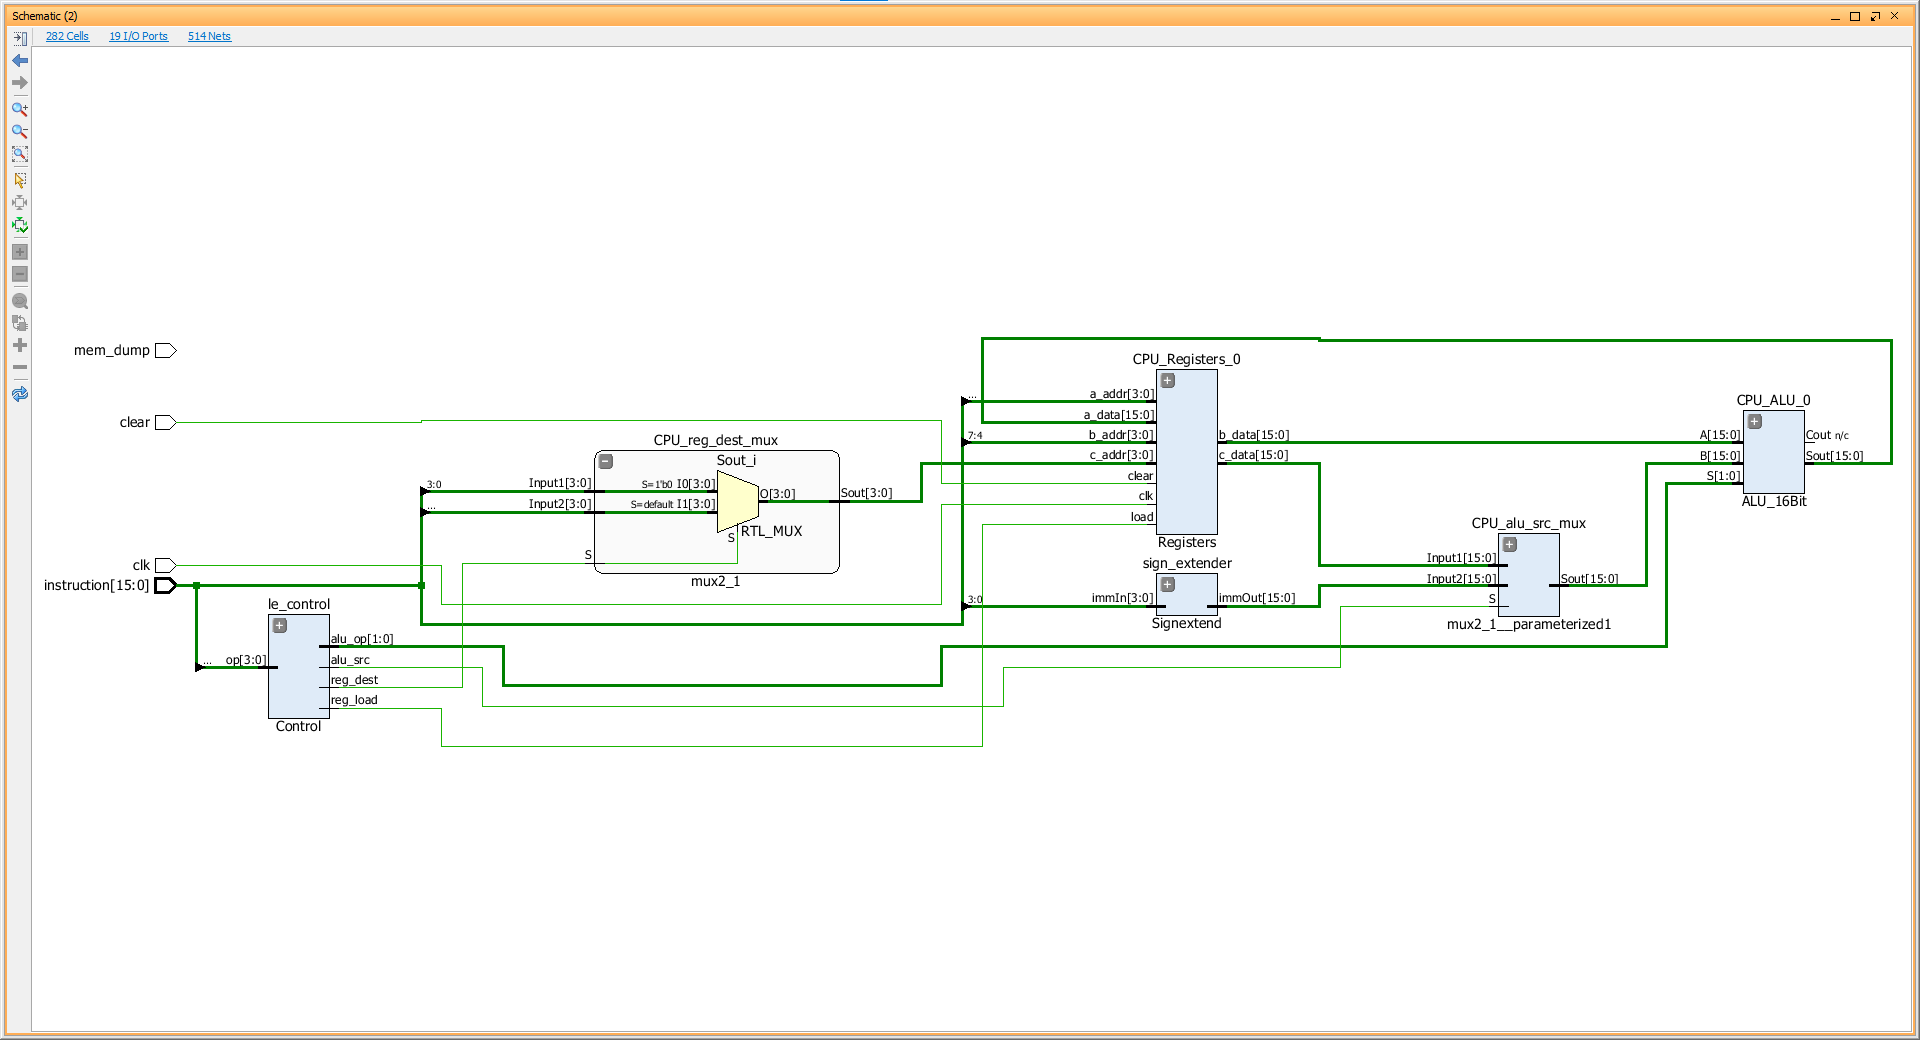 Schematic (2)
282 Cells 19 I/O Ports 514 Nets
mem_dump
clear
clk
instruction[15:0]
le_control
... op[3:0]
alu_op[1:0]
alu_src
reg_dest
reg_load
Control
CPU_reg_dest_mux
Sout_i
3:0
Input1[3:0]
S=1'b0 I0[3:0]
...
Input2[3:0]
S=default I1[3:0]
O[3:0]
Sout[3:0]
S
S
RTL_MUX
mux2_1
CPU_Registers_0
... a_addr[3:0]
a_data[15:0]
7:4 b_addr[3:0]
c_addr[3:0]
clear
clk
load
b_data[15:0]
c_data[15:0]
Registers
sign_extender
3:0 immIn[3:0]
immOut[15:0]
Signextend
CPU_alu_src_mux
Input1[15:0]
Input2[15:0]
S
Sout[15:0]
mux2_1__parameterized1
CPU_ALU_0
A[15:0]
B[15:0]
S[1:0]
Cout n/c
Sout[15:0]
ALU_16Bit